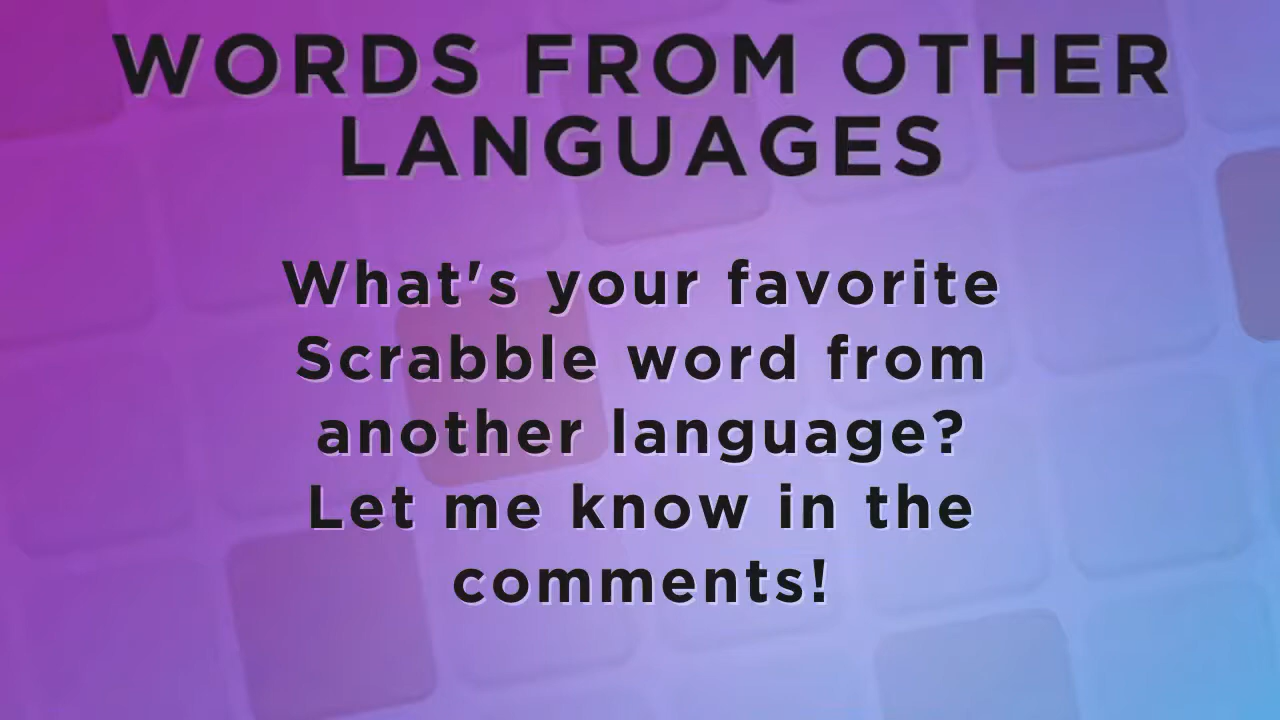 WORDS FROM OTHER
LANGUAGES
What's your favorite
Scrabble word from
another language?
Let me know in the
comments!